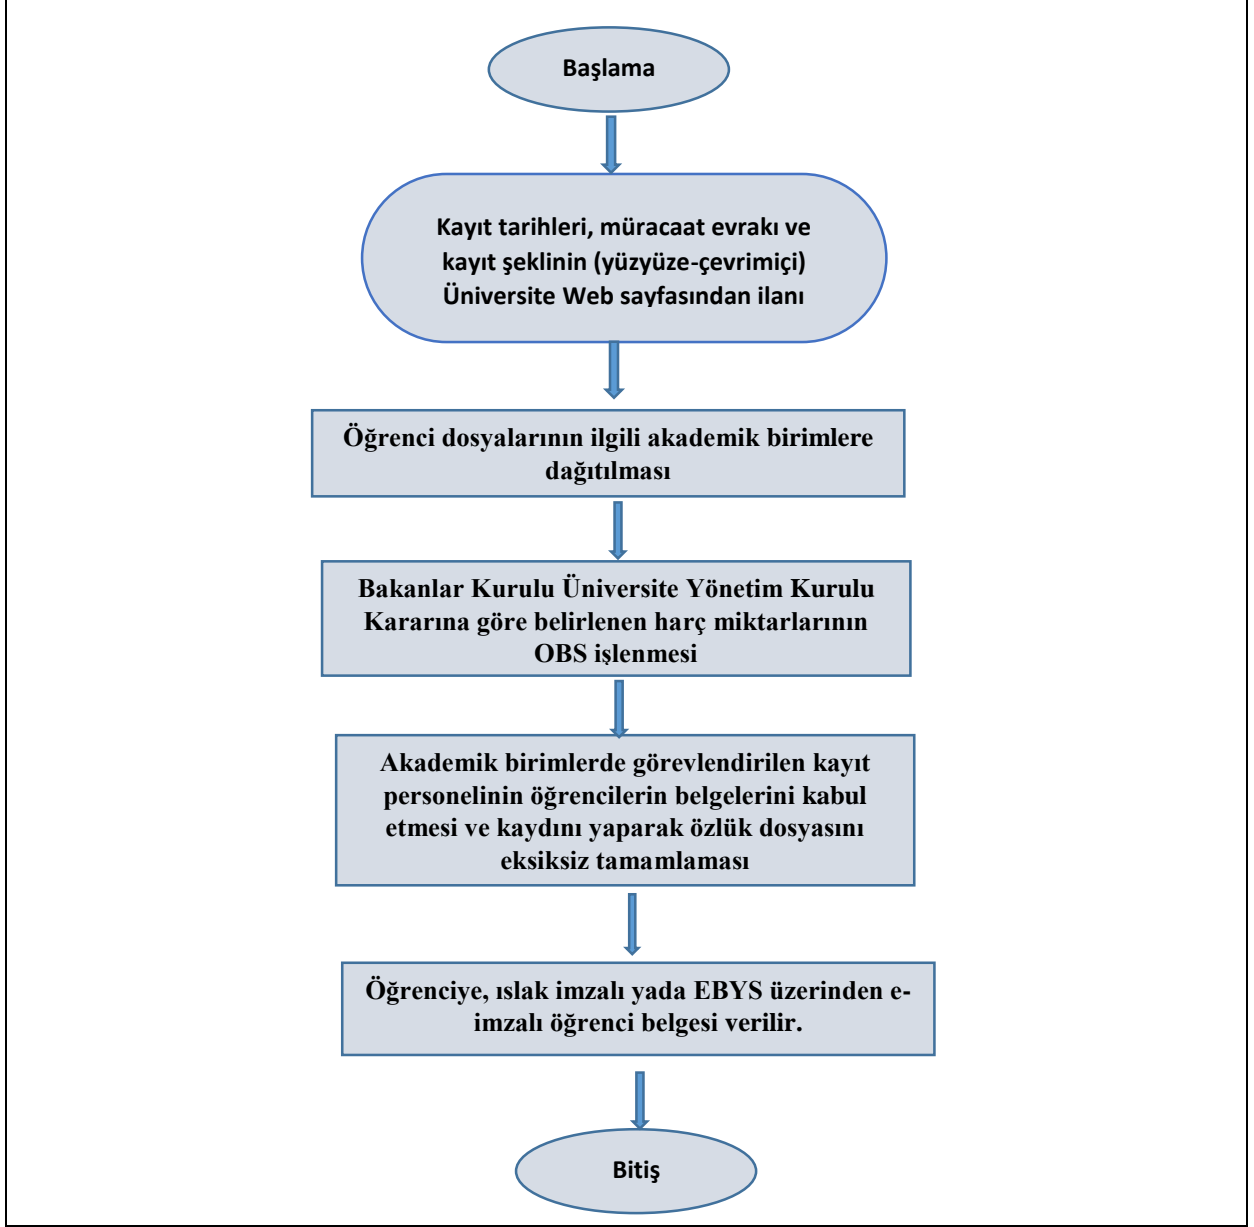 Başlama
Kayıt tarihleri, müracaat evrakı ve
kayıt şeklinin (yüzyüze-çevrimiçi)
Üniversite Web sayfasından ilanı
Öğrenci dosyalarının ilgili akademik birimlere
dağıtılması
Bakanlar Kurulu Üniversite Yönetim Kurulu
Kararına göre belirlenen harç miktarlarının
OBS işlenmesi
Akademik birimlerde görevlendirilen kayıt
personelinin öğrencilerin belgelerini kabul
etmesi ve kaydını yaparak özlük dosyasını
eksiksiz tamamlaması
Öğrenciye, ıslak imzalı yada EBYS üzerinden e-
imzalı öğrenci belgesi verilir.
Bitiş